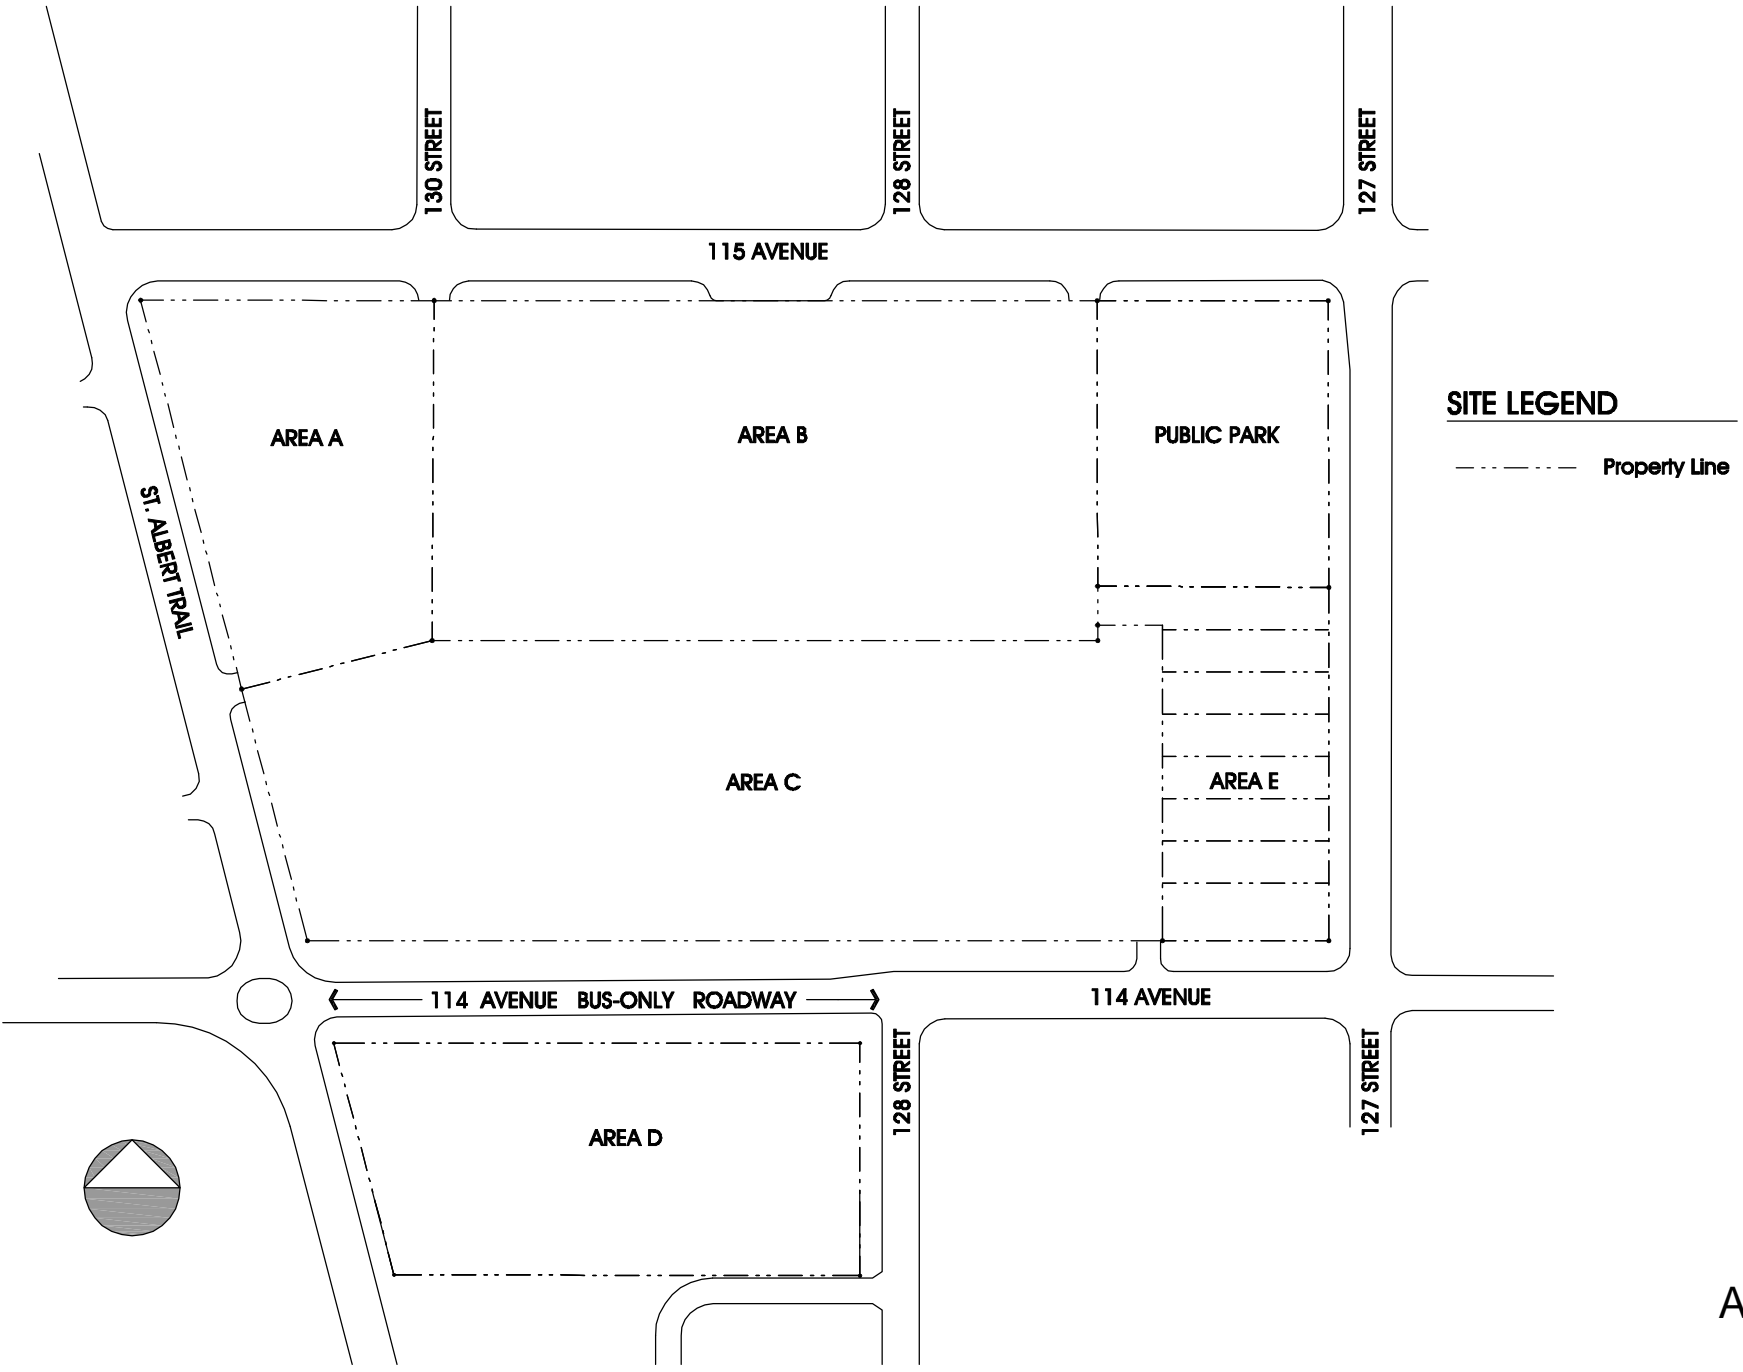 130 STREET
128 STREET
127 STREET
115 AVENUE
SITE LEGEND
AREA A
AREA B
PUBLIC PARK
Property Line
ST. ALBERT TRAIL
AREA C
AREA E
114 AVENUE BUS-ONLY ROADWAY
114 AVENUE
128 STREET
127 STREET
AREA D
A